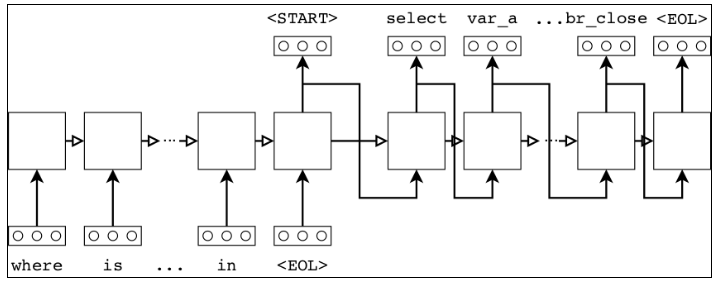 <START> select var_a ...br_close <EOL>
... ...
where is ... in <EOL>